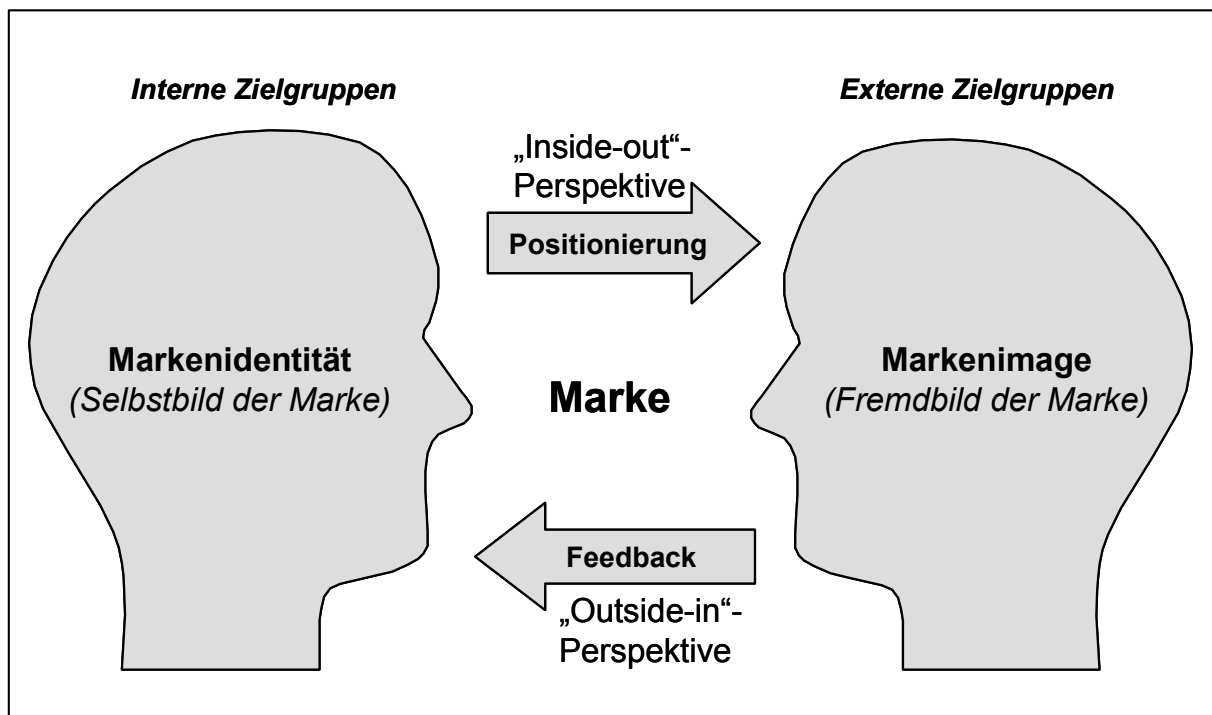 Interne Zielgruppen
Externe Zielgruppen
„Inside-out“-
Perspektive
Positionierung
Markenidentität
(Selbstbild der Marke)
Marke
Markenimage
(Fremdbild der Marke)
Feedback
„Outside-in“-
Perspektive